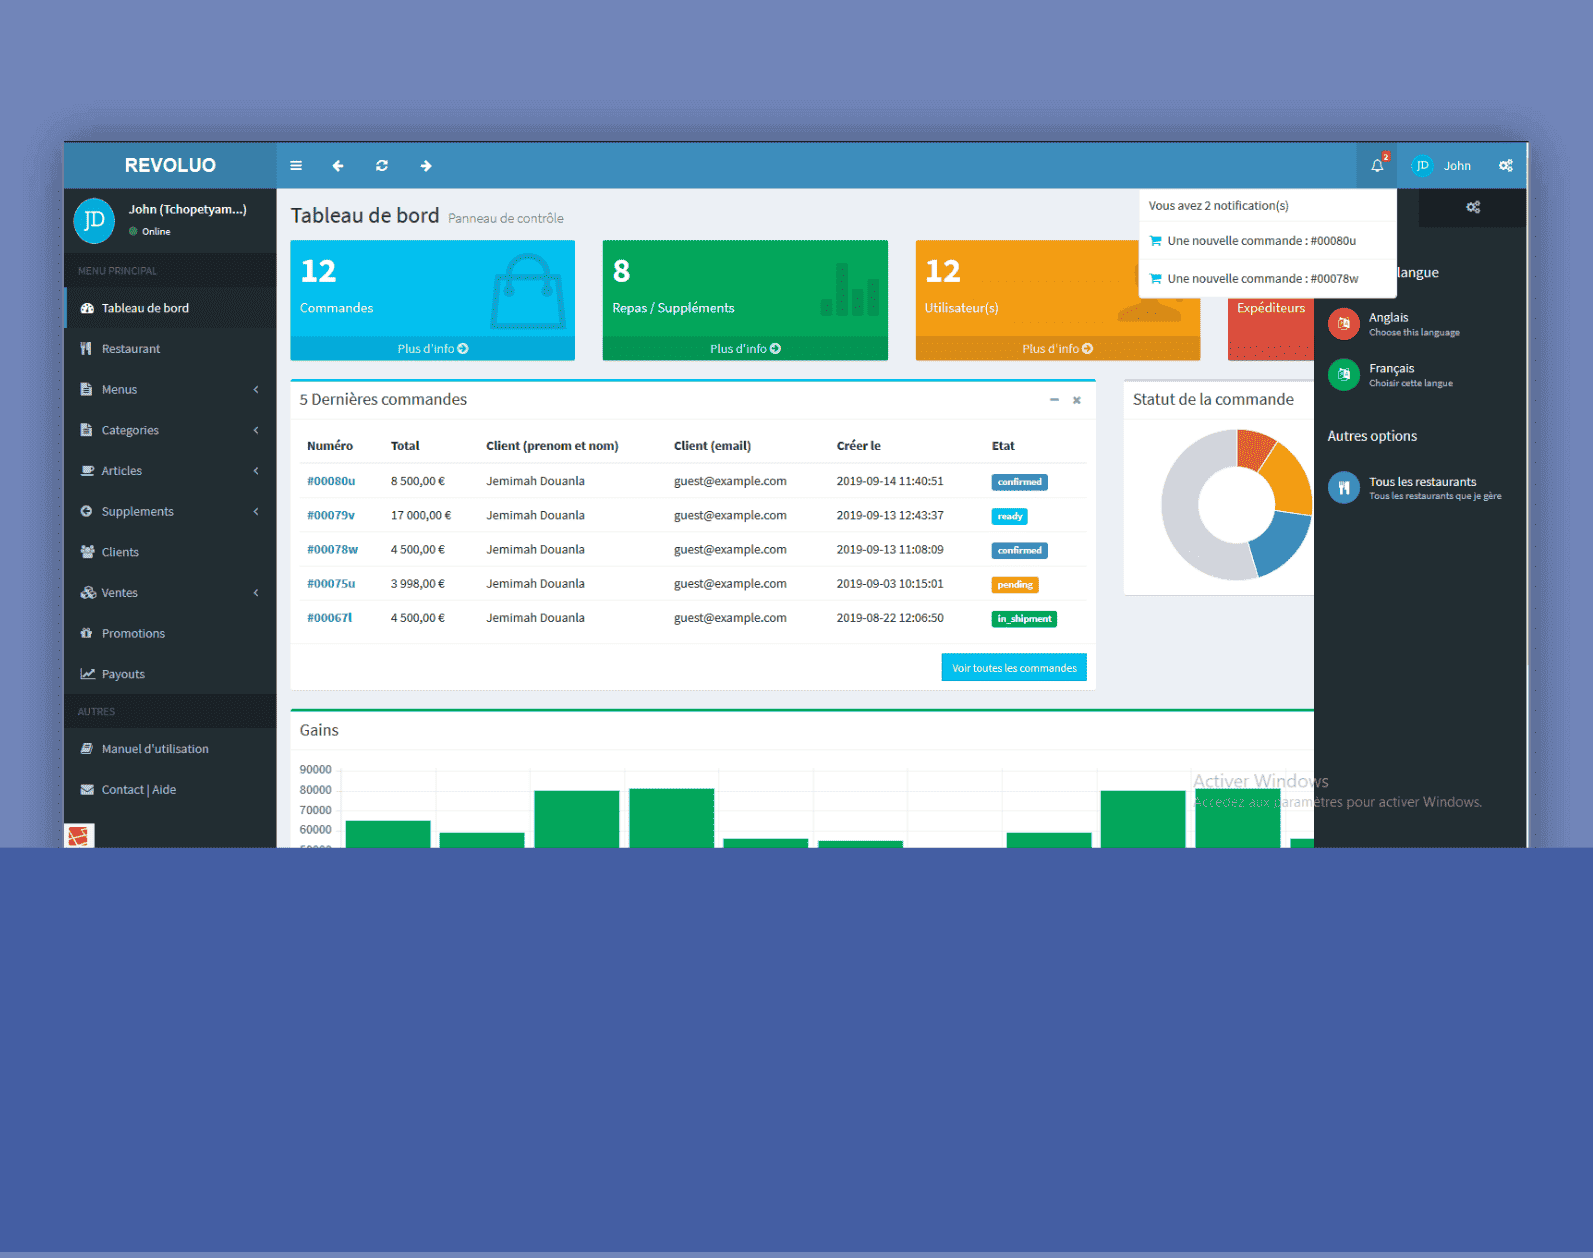 REVOLUO
2
JD
John
JD
John (Tchopetyam...)
Online
MENU PRINCIPAL
Tableau de bord
Restaurant
Menus
Categories
Articles
Supplements
Clients
Ventes
Promotions
Payouts
AUTRES
Manuel d'utilisation
Contact | Aide
Tableau de bord Panneau de contrôle
12
Commandes
Plus d'info
8
Repas / Suppléments
Plus d'info
12
Utilisateur(s)
Plus d'info
Expéditeurs
Vous avez 2 notification(s)
Une nouvelle commande : #00080u
Une nouvelle commande : #00078w
5 Dernières commandes
Numéro Total Client (prenom et nom) Client (email) Créer le Etat
#00080u 8 500,00 € Jemimah Douanla guest@example.com 2019-09-14 11:40:51 confirmed
#00079v 17 000,00 € Jemimah Douanla guest@example.com 2019-09-13 12:43:37 ready
#00078w 4 500,00 € Jemimah Douanla guest@example.com 2019-09-13 11:08:09 confirmed
#00075u 3 998,00 € Jemimah Douanla guest@example.com 2019-09-03 10:15:01 pending
#00067l 4 500,00 € Jemimah Douanla guest@example.com 2019-08-22 12:06:50 in_shipment
Voir toutes les commandes
Statut de la commande
langue
Anglais
Choose this language
Français
Choisir cette langue
Autres options
Tous les restaurants
Tous les restaurants que je gère
Gains
90000
80000
70000
60000
Activer Windows
Accédez aux paramètres pour activer Windows.